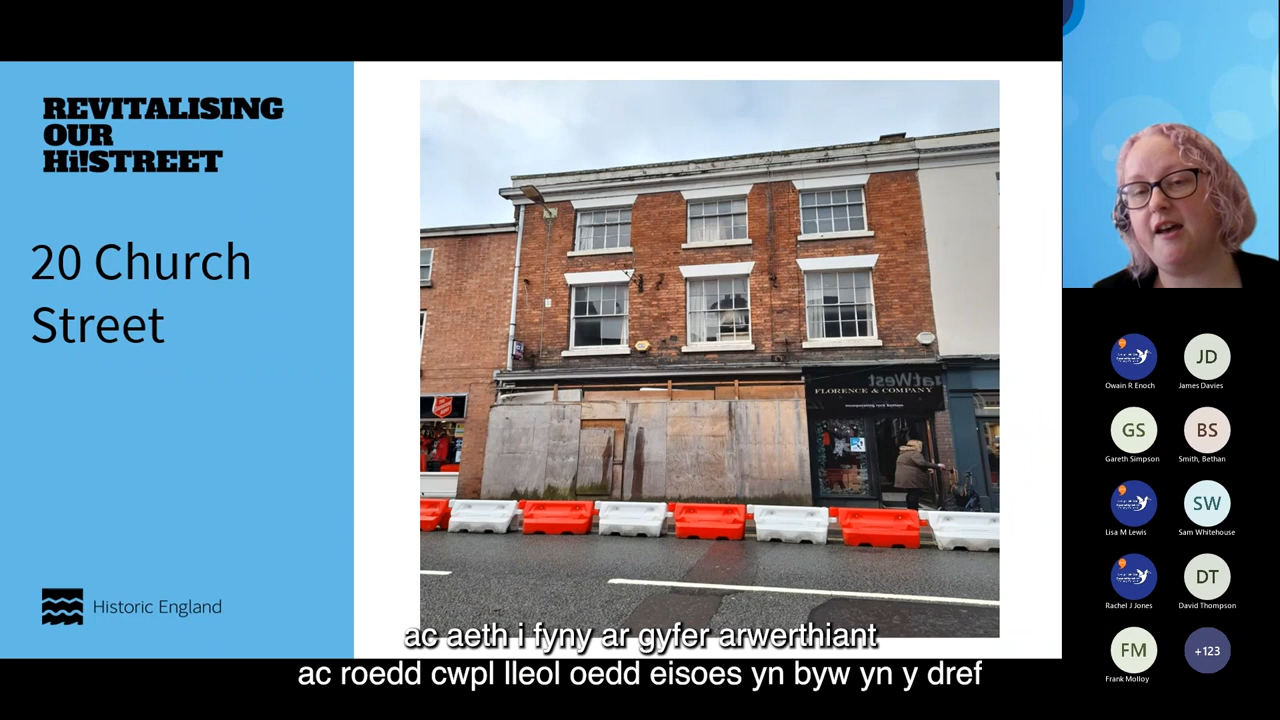 REVITALISING
OUR
Hi!STREET
20 Church
Street
Historic England
NatWest
FLORENCE & COMPANY
ac aeth i fyny ar gyfer arwerthiant
ac roedd cwpl lleol oedd eisoes yn byw yn y dref
Owain R Enoch
JD
James Davies
GS
Gareth Simpson
BS
Smith, Bethan
Lisa M Lewis
SW
Sam Whitehouse
Rachel J Jones
DT
David Thompson
FM
Frank Molloy
+123